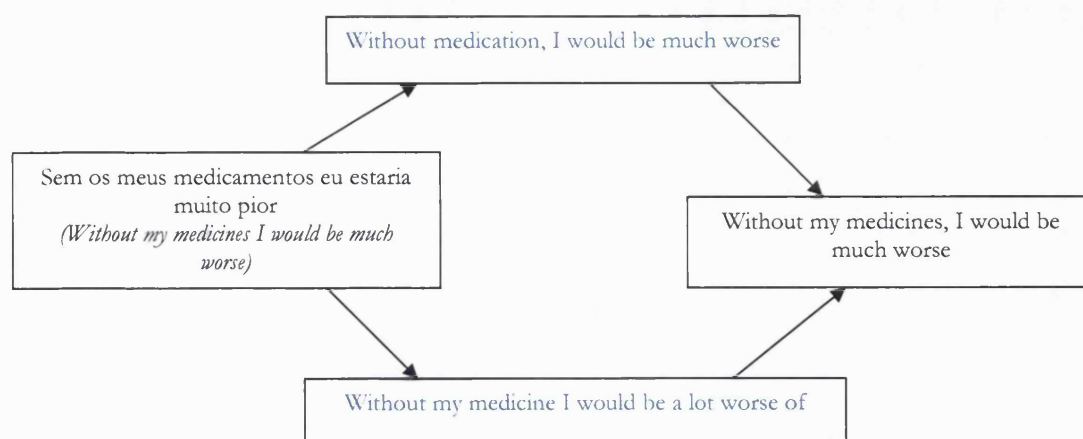 Without medication, I would be much worse
Sem os meus medicamentos eu estaria
muito pior
(Without my medicines I would be much
worse)
Without my medicines, I would be
much worse
Without my medicine I would be a lot worse of